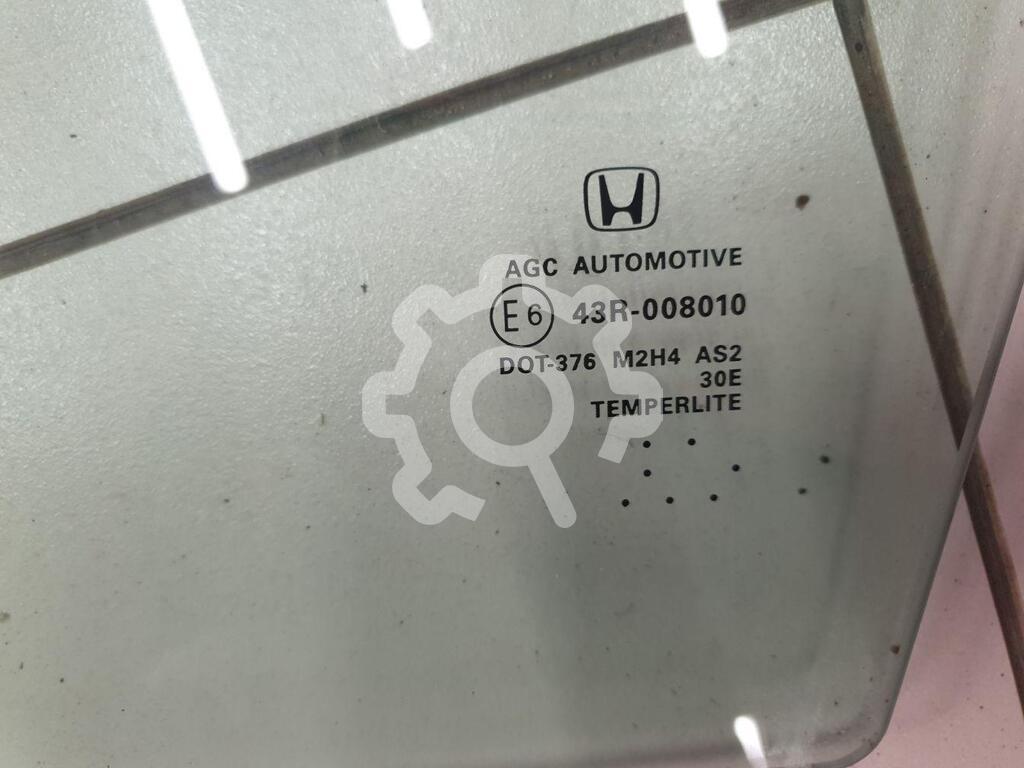 AGC AUTOMOTIVE
E6 43R-008010
DOT-376 M2H4 AS2
30E
TEMPERLITE